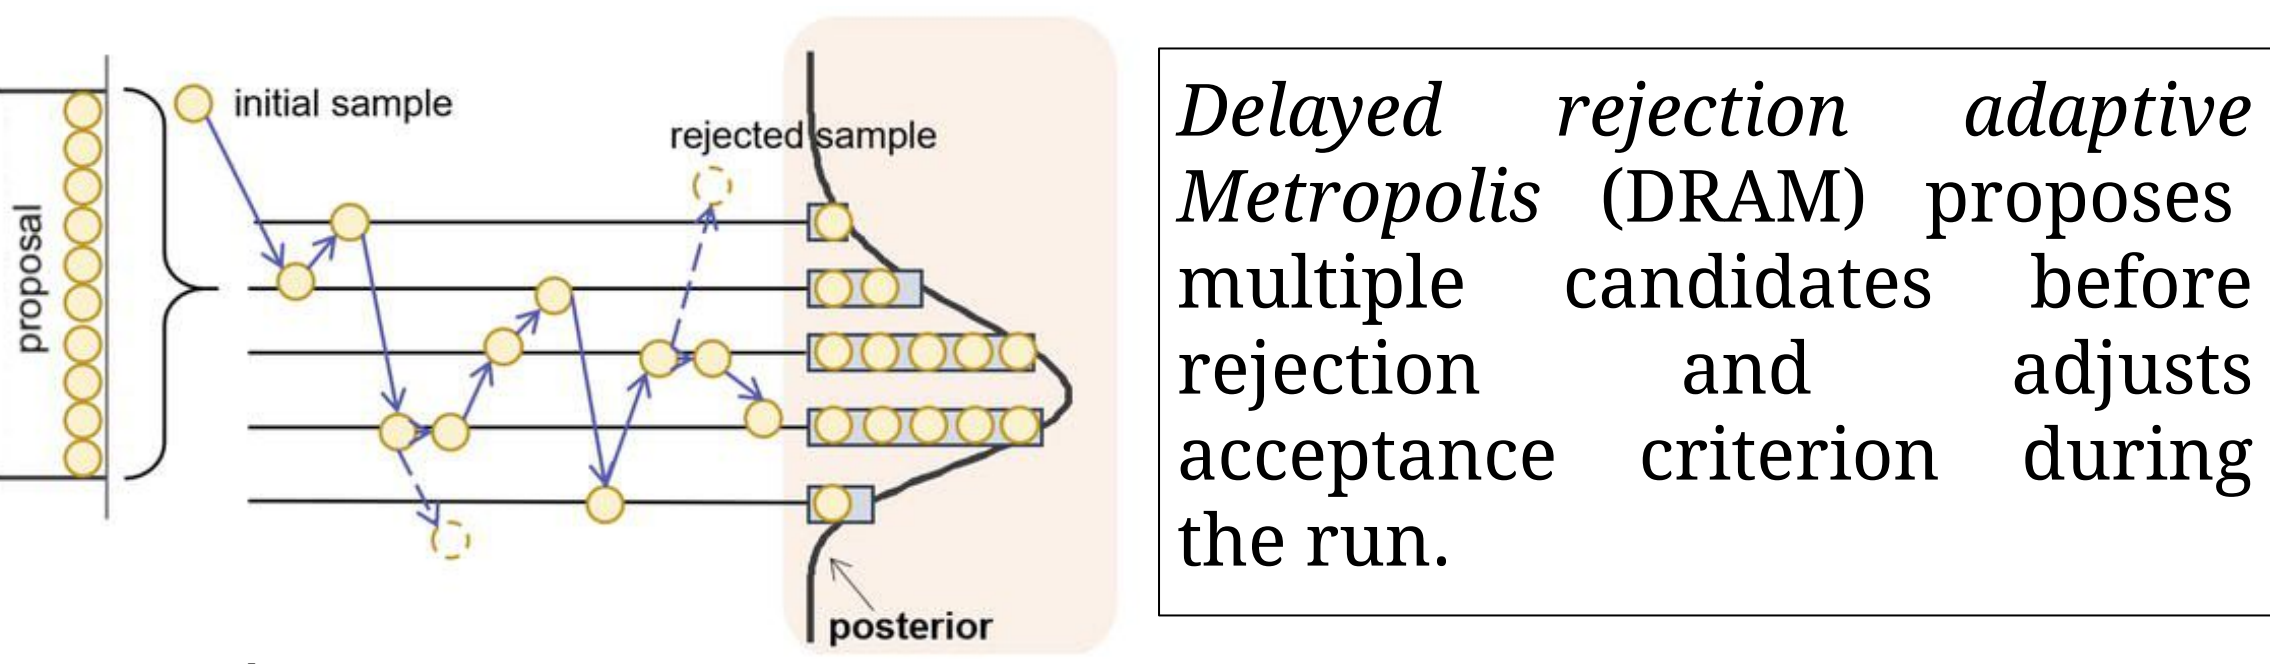 proposal
initial sample
rejected sample
posterior
Delayed rejection adaptive
Metropolis (DRAM) proposes
multiple candidates before
rejection and adjusts
acceptance criterion during
the run.